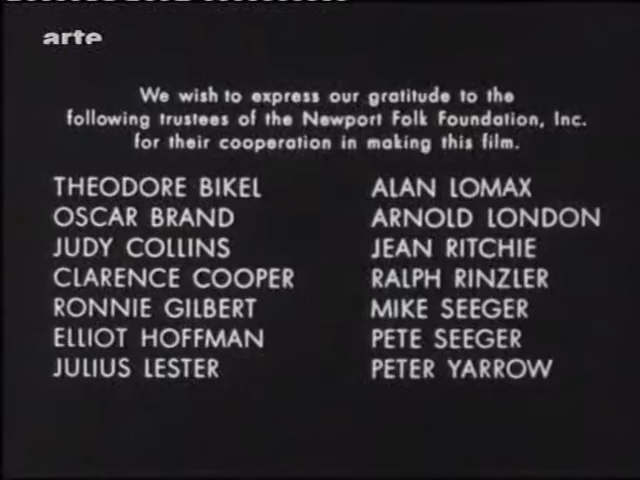 arte
We wish to express our gratitude to the
following trustees of the Newport Folk Foundation, Inc.
for their cooperation in making this film.
THEODORE BIKEL
OSCAR BRAND
JUDY COLLINS
CLARENCE COOPER
RONNIE GILBERT
ELLIOT HOFFMAN
JULIUS LESTER
ALAN LOMAX
ARNOLD LONDON
JEAN RITCHIE
RALPH RINZLER
MIKE SEEGER
PETE SEEGER
PETER YARROW